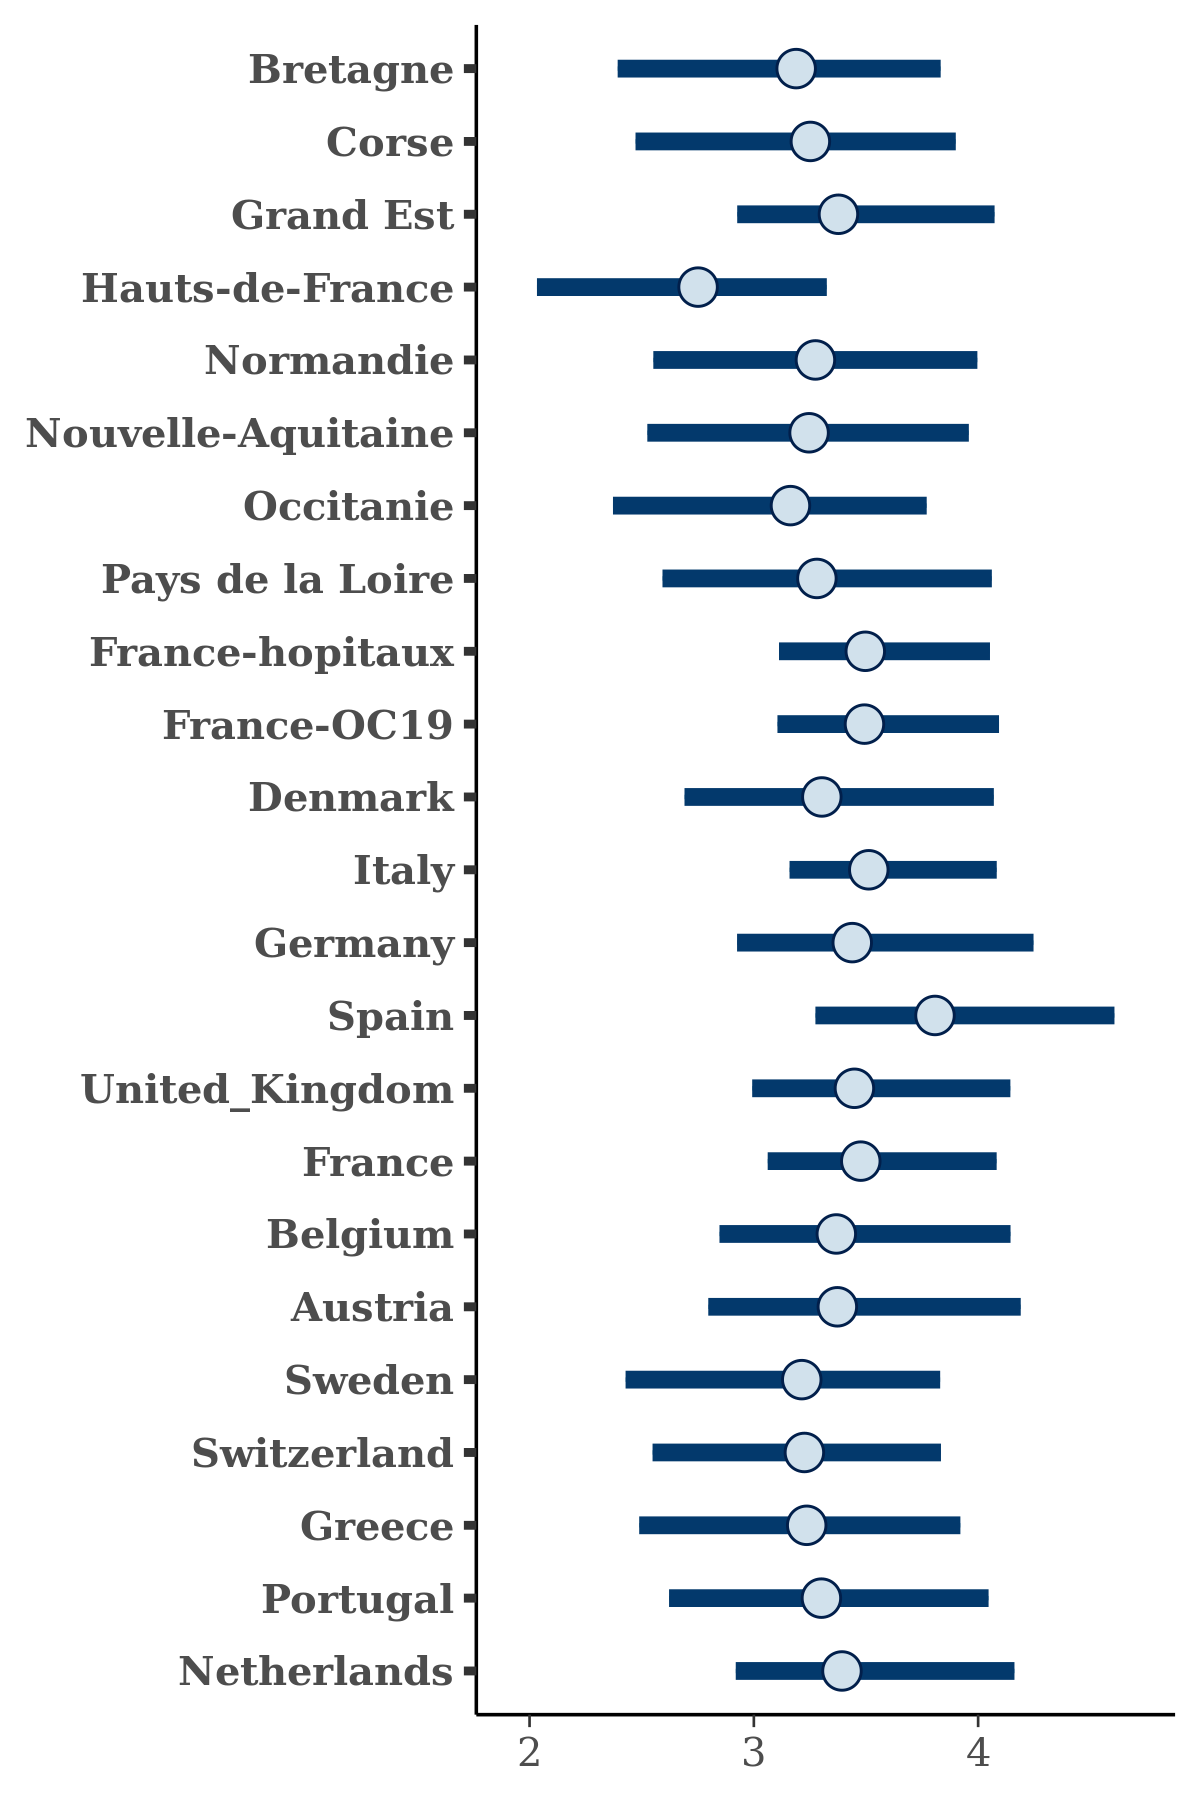 Bretagne
Corse
Grand Est
Hauts-de-France
Normandie
Nouvelle-Aquitaine
Occitanie
Pays de la Loire
France-hopitaux
France-OC19
Denmark
Italy
Germany
Spain
United_Kingdom
France
Belgium
Austria
Sweden
Switzerland
Greece
Portugal
Netherlands
2 3 4